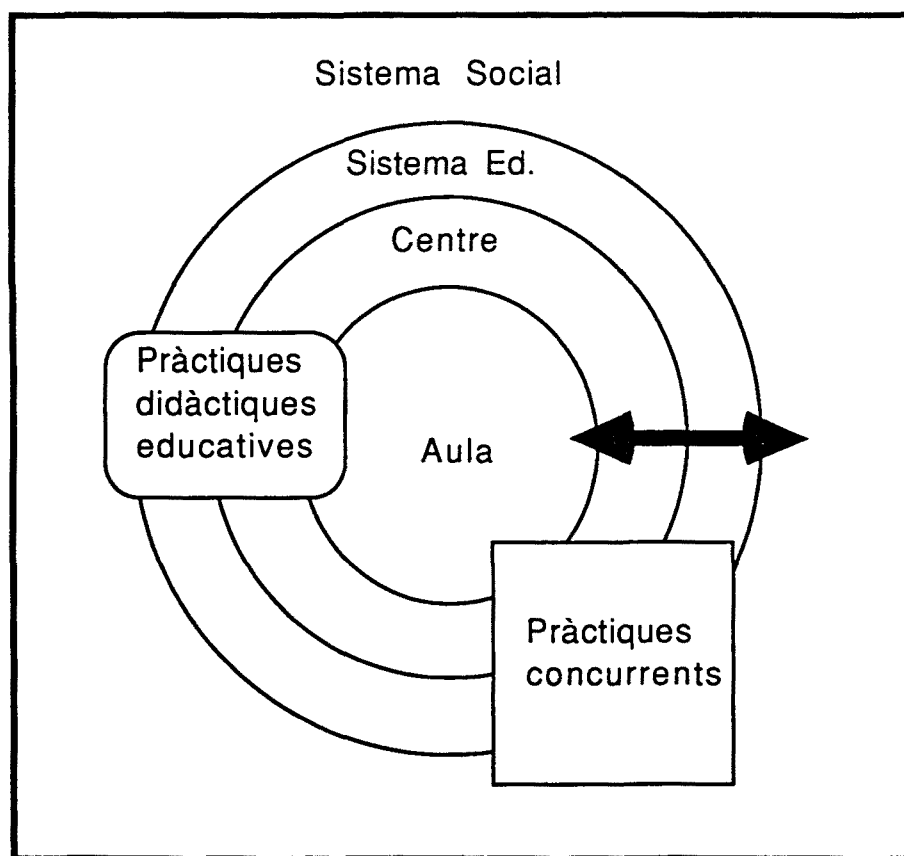 Sistema Social
Sistema Ed.
Centre
Pràctiques
didàctiques
educatives
Aula
Pràctiques
concurrents